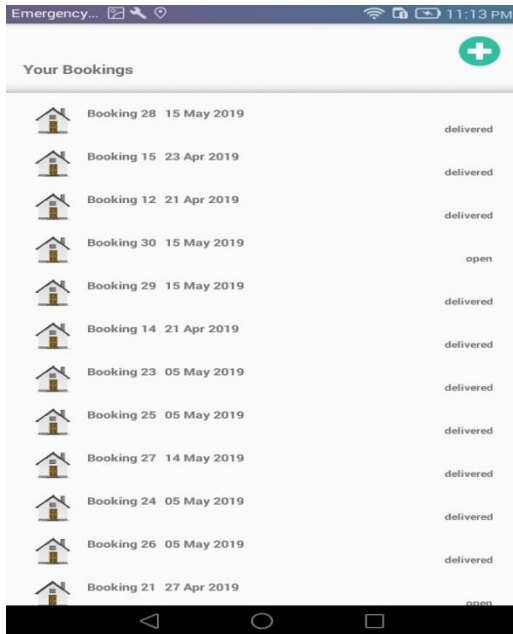 Emergency... 11:13 PM
Your Bookings
Booking 28 15 May 2019
delivered
Booking 15 23 Apr 2019
delivered
Booking 12 21 Apr 2019
delivered
Booking 30 15 May 2019
open
Booking 29 15 May 2019
delivered
Booking 14 21 Apr 2019
delivered
Booking 23 05 May 2019
delivered
Booking 25 05 May 2019
delivered
Booking 27 14 May 2019
delivered
Booking 24 05 May 2019
delivered
Booking 26 05 May 2019
delivered
Booking 21 27 Apr 2019
open